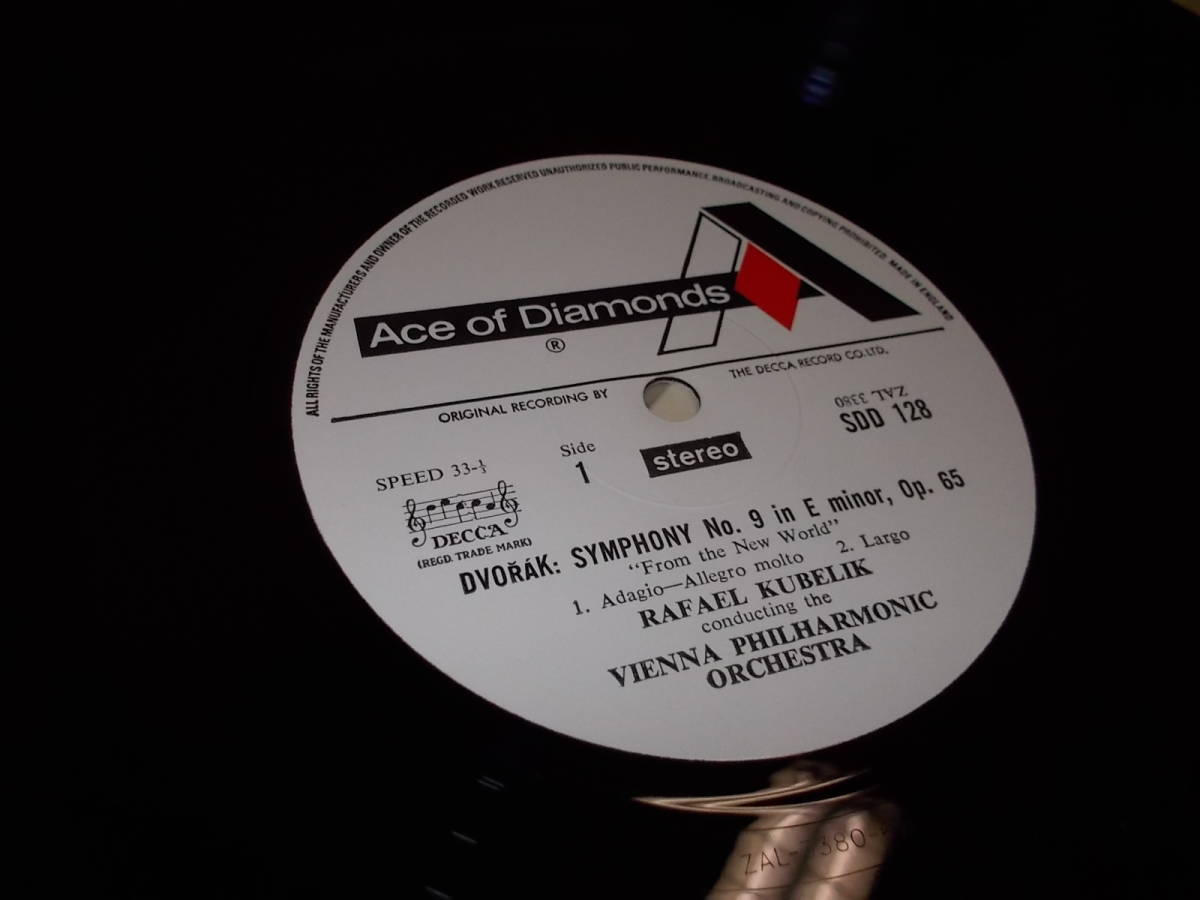 ALL RIGHTS OF THE MANUFACTURERS AND OWNER OF THE RECORDED WORK RESERVED UNAUTHORIZED PUBLIC PERFORMANCE, BROADCASTING AND COPYING PROHIBITED. MADE IN ENGLAND
Ace of Diamonds
®
ORIGINAL RECORDING BY
THE DECCA RECORD CO. LTD.
SPEED 33-⅓
Side
1
stereo
ZAL 3380
SDD 128
DECCA
(REGD. TRADE MARK)
DVOŘÁK: SYMPHONY No. 9 in E minor, Op. 65
“From the New World”
1. Adagio—Allegro molto 2. Largo
RAFAEL KUBELIK
conducting the
VIENNA PHILHARMONIC
ORCHESTRA